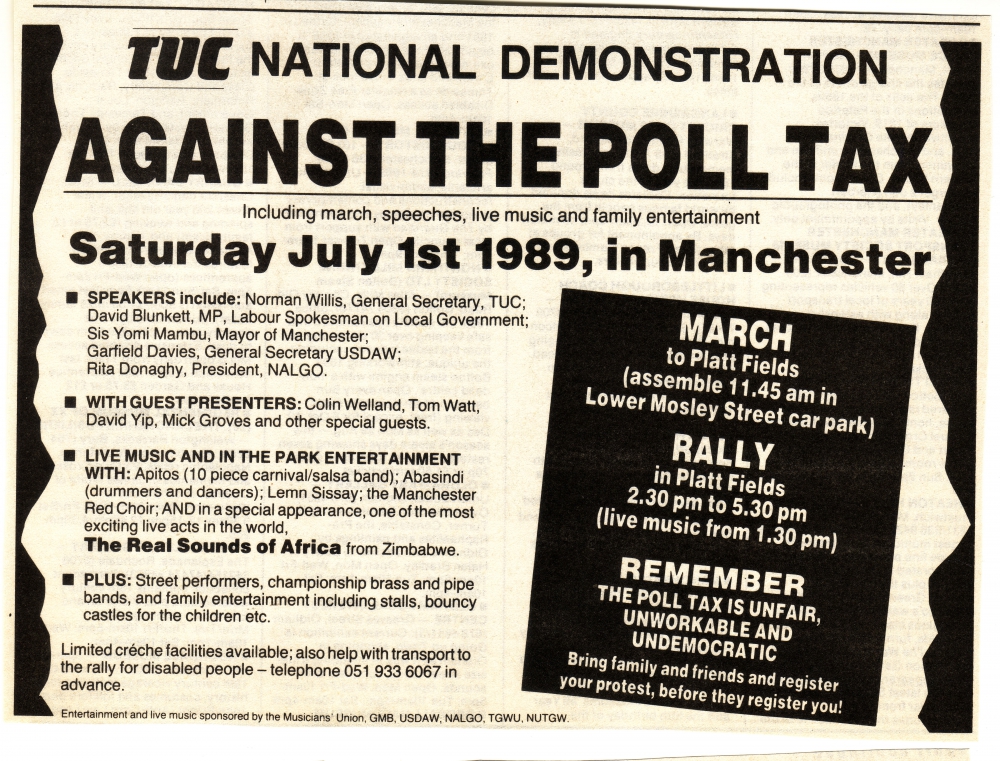 TUC NATIONAL DEMONSTRATION
AGAINST THE POLL TAX
Including march, speeches, live music and family entertainment
Saturday July 1st 1989, in Manchester
■ SPEAKERS include: Norman Willis, General Secretary, TUC;
David Blunkett, MP, Labour Spokesman on Local Government;
Sis Yomi Mambu, Mayor of Manchester;
Garfield Davies, General Secretary USDAW;
Rita Donaghy, President, NALGO.
■ WITH GUEST PRESENTERS: Colin Welland, Tom Watt,
David Yip, Mick Groves and other special guests.
■ LIVE MUSIC AND IN THE PARK ENTERTAINMENT
WITH: Apitos (10 piece carnival/salsa band); Abasindi
(drummers and dancers); Lemn Sissay; the Manchester
Red Choir; AND in a special appearance, one of the most
exciting live acts in the world,
The Real Sounds of Africa from Zimbabwe.
■ PLUS: Street performers, championship brass and pipe
bands, and family entertainment including stalls, bouncy
castles for the children etc.
Limited créche facilities available; also help with transport to
the rally for disabled people – telephone 051 933 6067 in
advance.
Entertainment and live music sponsored by the Musicians' Union, GMB, USDAW, NALGO, TGWU, NUTGW.
MARCH
to Platt Fields
(assemble 11.45 am in
Lower Mosley Street car park)
RALLY
in Platt Fields
2.30 pm to 5.30 pm
(live music from 1.30 pm)
REMEMBER
THE POLL TAX IS UNFAIR,
UNWORKABLE AND
UNDEMOCRATIC
Bring family and friends and register
your protest, before they register you!